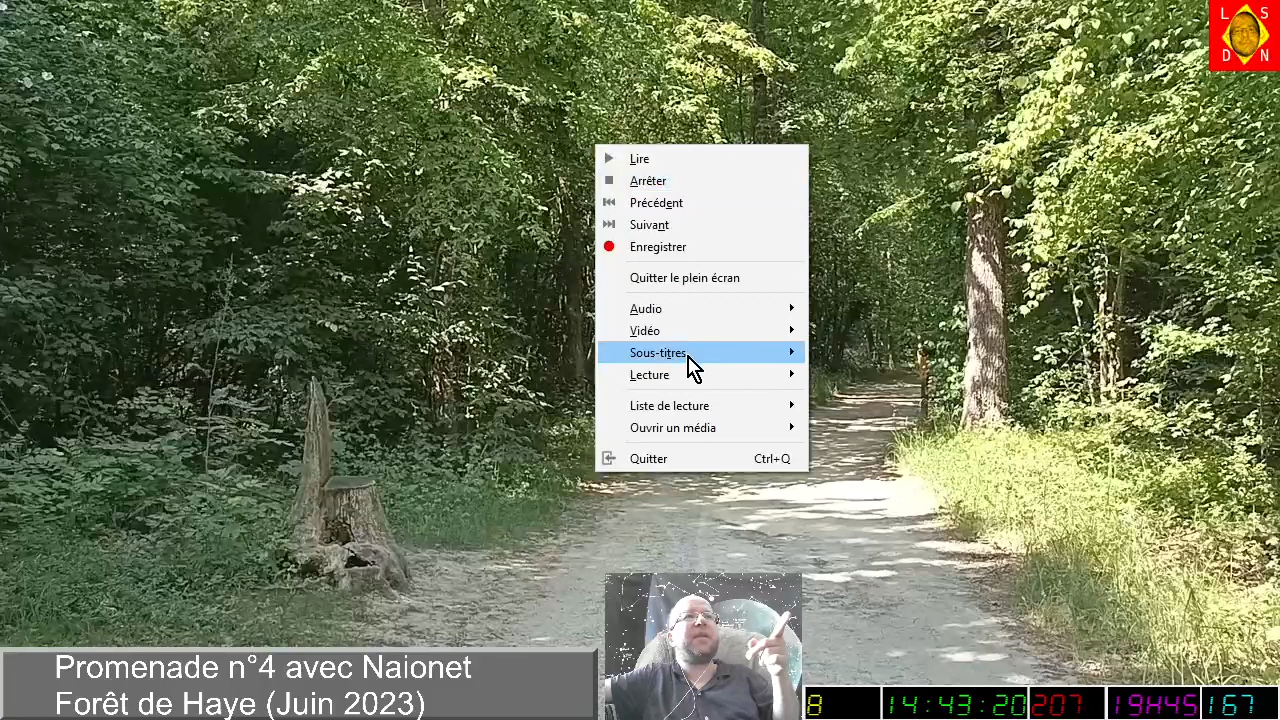 L S
D N
Lire
Arrêter
Précédent
Suivant
Enregistrer
Quitter le plein écran
Audio
Vidéo
Sous-titres
Lecture
Liste de lecture
Ouvrir un média
Quitter Ctrl+Q
Promenade n°4 avec Naionet
Forêt de Haye (Juin 2023)
8 14:43:20 207 19H45 167